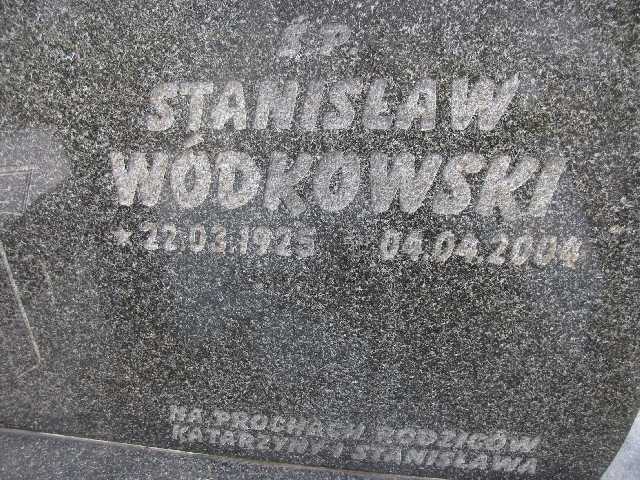 Ś.P.
STANISŁAW
WÓDKOWSKI
* 22.03.1925 04.04.2004
NA PROCHACH RODZICÓW
KATARZYNY I STANISŁAWA